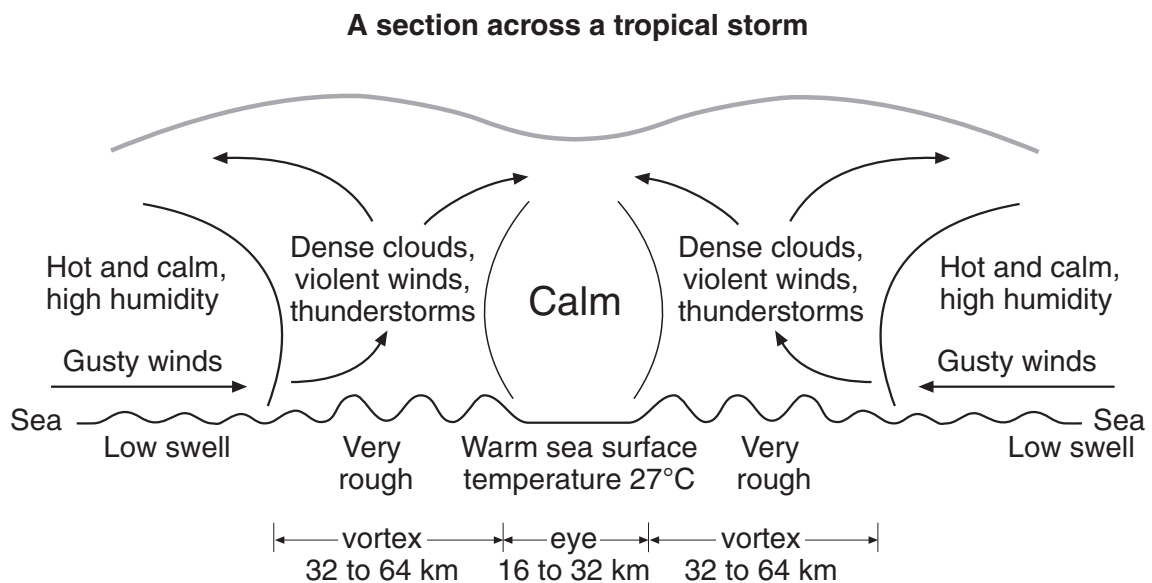 A section across a tropical storm
Dense clouds,
violent winds,
thunderstorms
Dense clouds,
violent winds,
thunderstorms
Hot and calm,
high humidity
Calm
Hot and calm,
high humidity
Gusty winds
Gusty winds
Sea
Sea
Low swell
Very
rough
Warm sea surface
temperature 27°C
Very
rough
Low swell
vortex
32 to 64 km
eye
16 to 32 km
vortex
32 to 64 km